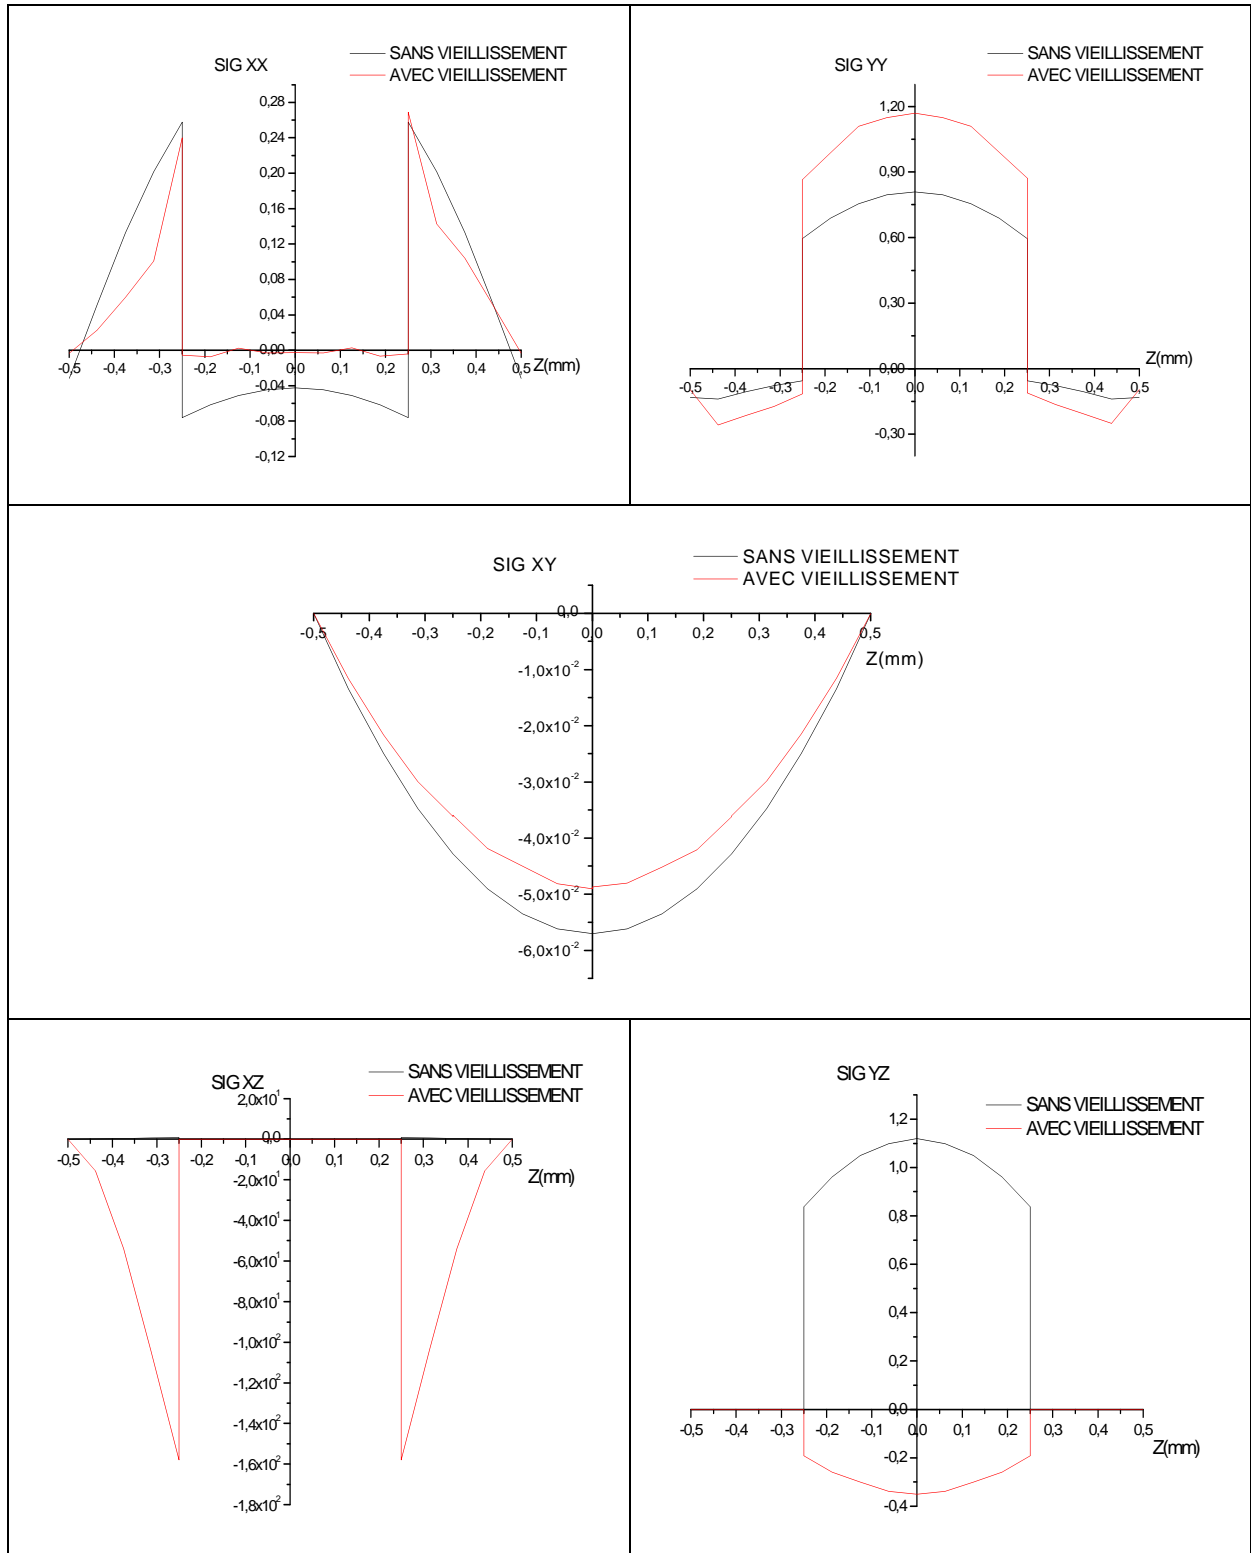 SIG XX
SANS VIEILLISSEMENT
AVEC VIEILLISSEMENT
0,28
0,24
0,20
0,16
0,12
0,08
0,04
0,00
-0,04
-0,08
-0,12
-0,5 -0,4 -0,3 -0,2 -0,1 0,0 0,1 0,2 0,3 0,4 0,5
Z(mm)
SIG YY
SANS VIEILLISSEMENT
AVEC VIEILLISSEMENT
1,20
0,90
0,60
0,30
0,00
-0,30
-0,5 -0,4 -0,3 -0,2 -0,1 0,0 0,1 0,2 0,3 0,4 0,5
Z(mm)
SIG XY
SANS VIEILLISSEMENT
AVEC VIEILLISSEMENT
0,0
-0,5 -0,4 -0,3 -0,2 -0,1 0,0 0,1 0,2 0,3 0,4 0,5
Z(mm)
-1,0x10⁻²
-2,0x10⁻²
-3,0x10⁻²
-4,0x10⁻²
-5,0x10⁻²
-6,0x10⁻²
SIG XZ
SANS VIEILLISSEMENT
AVEC VIEILLISSEMENT
2,0x10¹
0,0
-0,5 -0,4 -0,3 -0,2 -0,1 0,0 0,1 0,2 0,3 0,4 0,5
Z(mm)
-2,0x10¹
-4,0x10¹
-6,0x10¹
-8,0x10¹
-1,0x10²
-1,2x10²
-1,4x10²
-1,6x10²
-1,8x10²
SIG YZ
SANS VIEILLISSEMENT
AVEC VIEILLISSEMENT
1,2
1,0
0,8
0,6
0,4
0,2
0,0
-0,5 -0,4 -0,3 -0,2 -0,1 0,0 0,1 0,2 0,3 0,4 0,5
Z(mm)
-0,2
-0,4